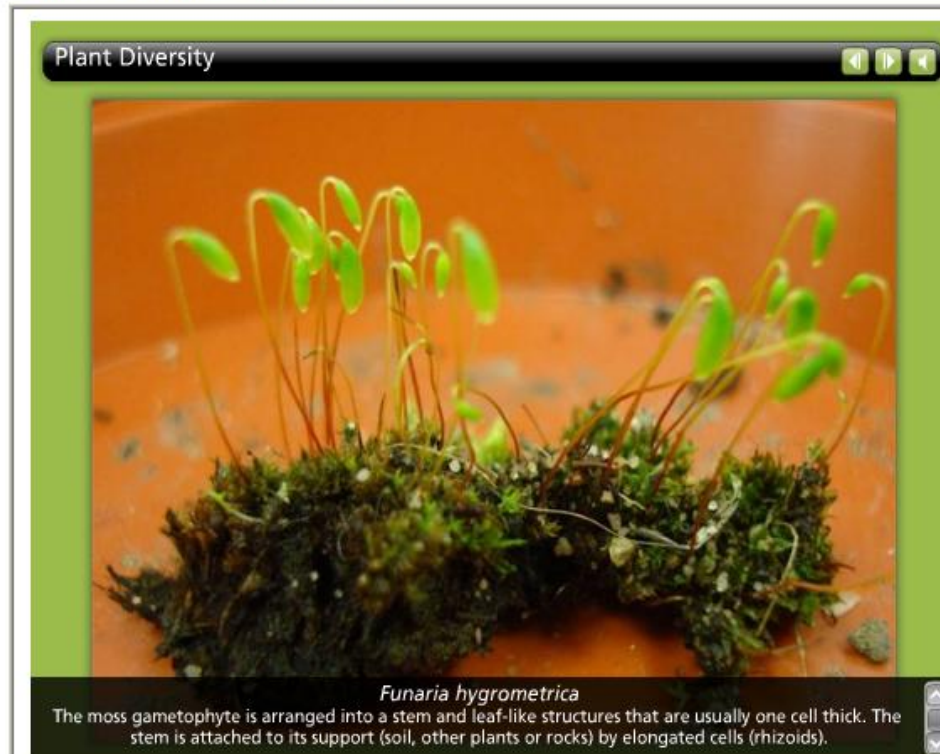 Plant Diversity
Funaria hygrometrica
The moss gametophyte is arranged into a stem and leaf-like structures that are usually one cell thick. The
stem is attached to its support (soil, other plants or rocks) by elongated cells (rhizoids).